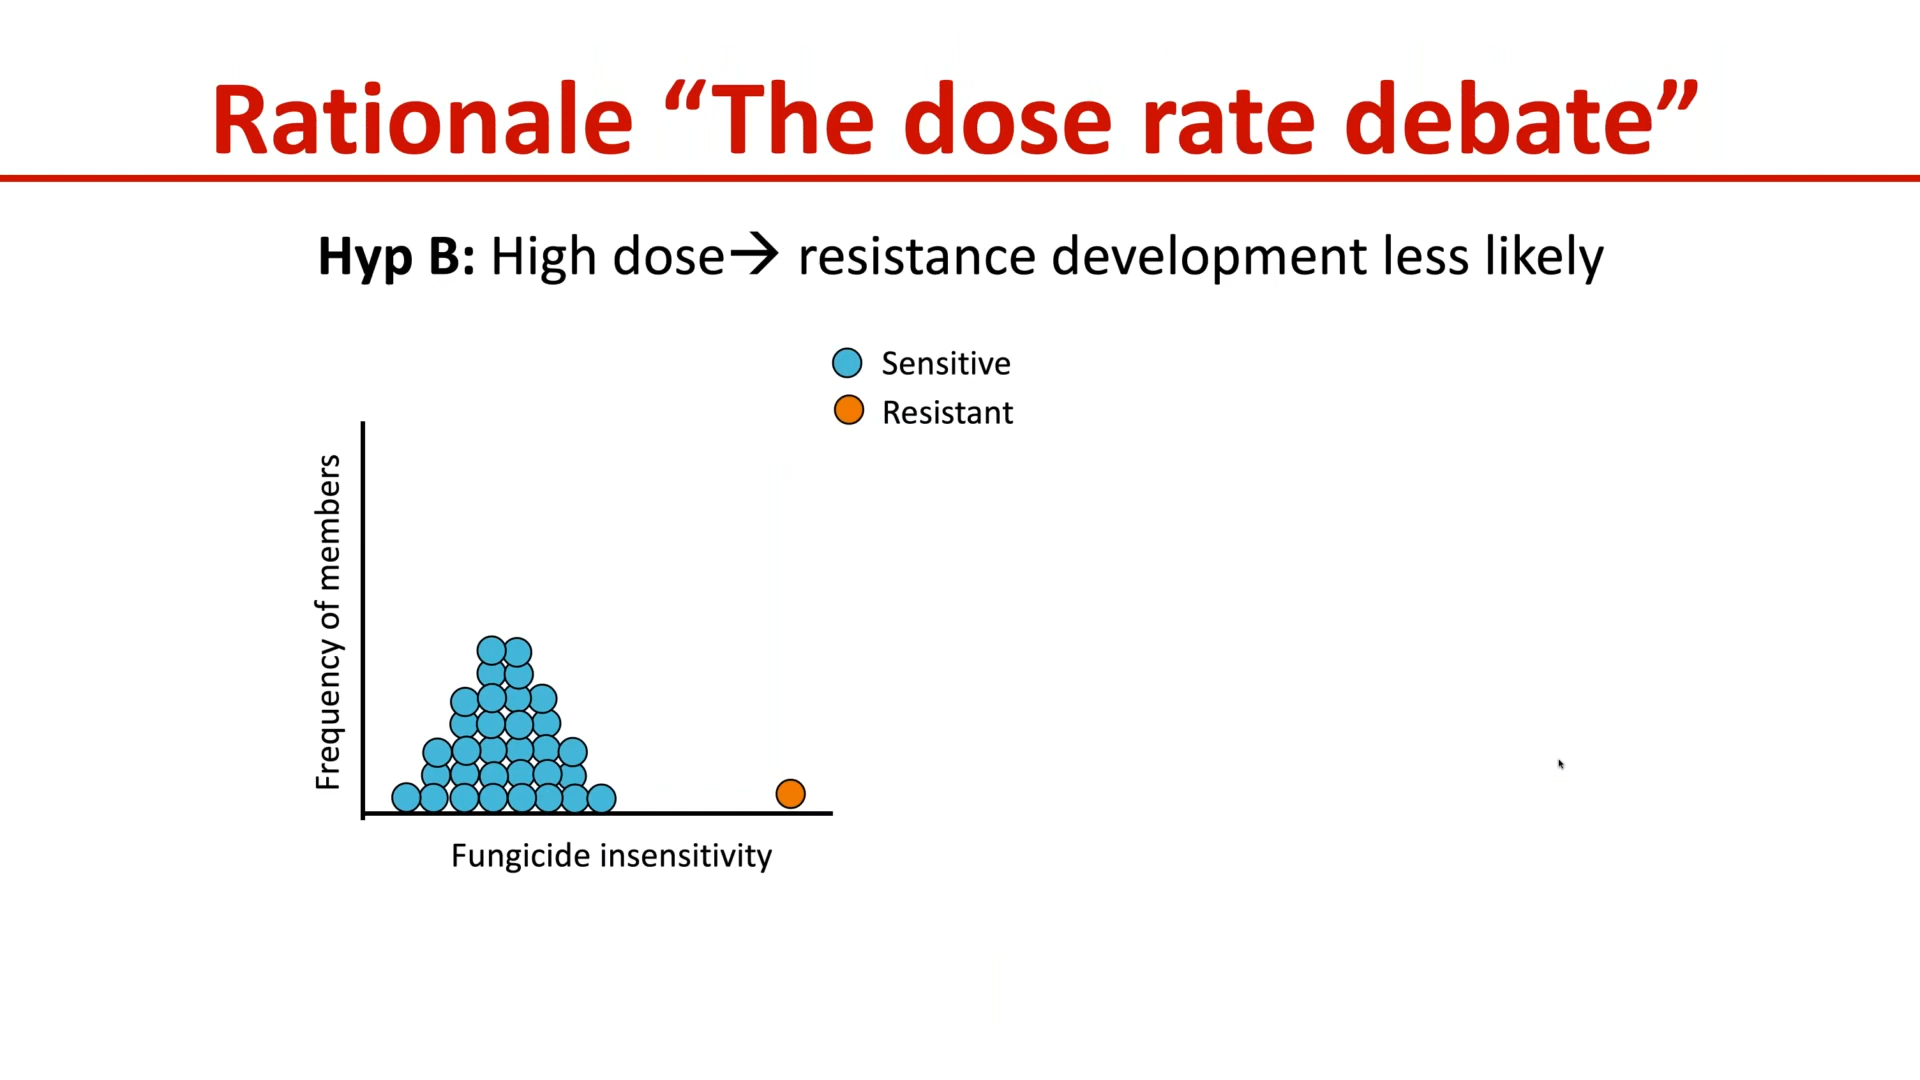 Rationale “The dose rate debate”
Hyp B: High dose→ resistance development less likely
Sensitive
Resistant
Frequency of members
Fungicide insensitivity